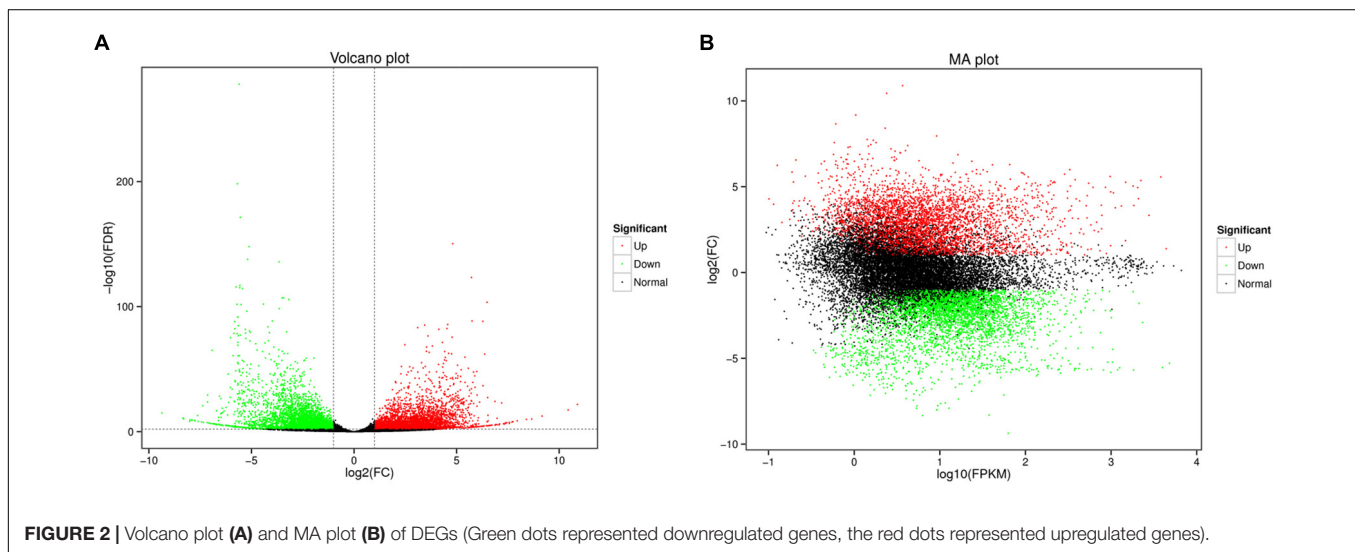 A
Volcano plot
200
100
0
−log10(FDR)
−10
−5
0
5
10
log2(FC)
Significant
Up
Down
Normal
B
MA plot
10
5
0
−5
−10
log2(FC)
−1
0
1
2
3
4
log10(FPKM)
Significant
Up
Down
Normal
FIGURE 2 | Volcano plot (A) and MA plot (B) of DEGs (Green dots represented downregulated genes, the red dots represented upregulated genes).